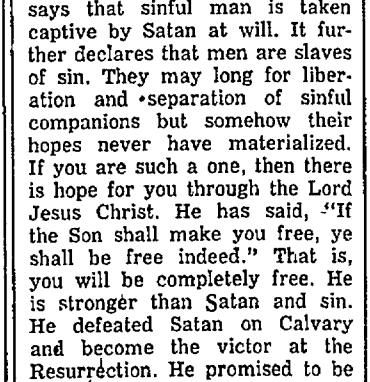 says that sinful man is taken
captive by Satan at will. It fur-
ther declares that men are slaves
of sin. They may long for liber-
ation and separation of sinful
companions but somehow their
hopes never have materialized.
If you are such a one, then there
is hope for you through the Lord
Jesus Christ. He has said, "If
the Son shall make you free, ye
shall be free indeed." That is,
you will be completely free. He
is stronger than Satan and sin.
He defeated Satan on Calvary
and become the victor at the
Resurrection. He promised to be